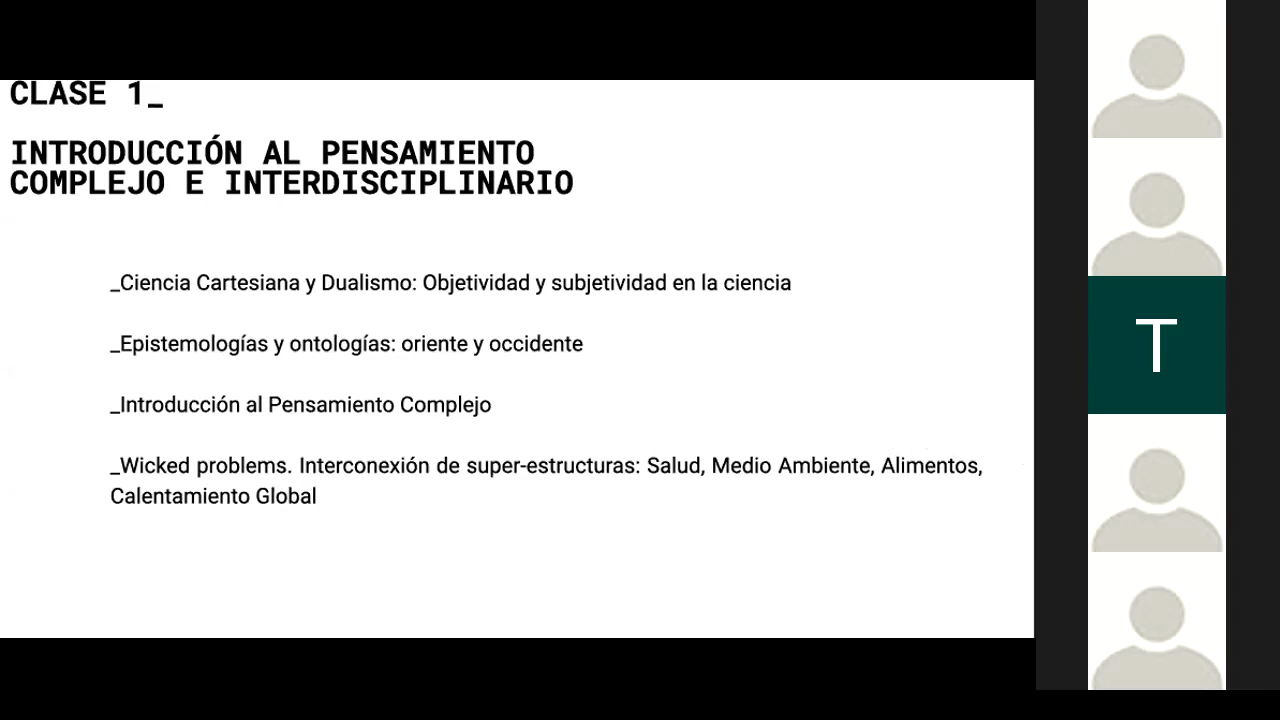 CLASE 1_
INTRODUCCIÓN AL PENSAMIENTO
COMPLEJO E INTERDISCIPLINARIO
_Ciencia Cartesiana y Dualismo: Objetividad y subjetividad en la ciencia
_Epistemologías y ontologías: oriente y occidente
_Introducción al Pensamiento Complejo
_Wicked problems. Interconexión de super-estructuras: Salud, Medio Ambiente, Alimentos,
Calentamiento Global
T